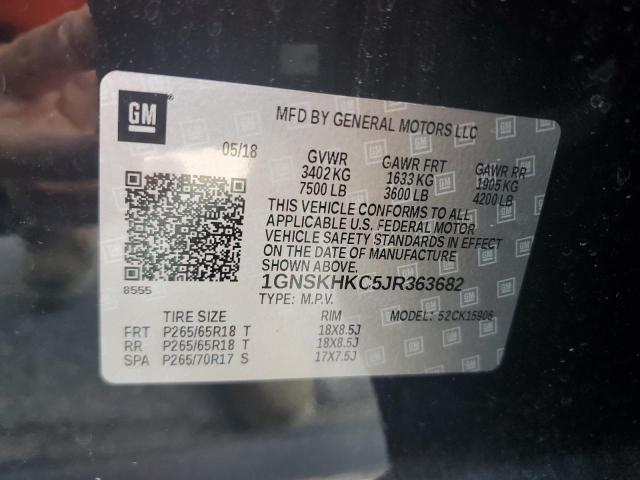 GM
MFD BY GENERAL MOTORS LLC
05/18
GVWR GAWR FRT GAWR RR
3402 KG 1633 KG 1905 KG
7500 LB 3600 LB 4200 LB
THIS VEHICLE CONFORMS TO ALL
APPLICABLE U.S. FEDERAL MOTOR
VEHICLE SAFETY STANDARDS IN EFFECT
ON THE DATE OF MANUFACTURE
SHOWN ABOVE.
8555
1GNSKHKC5JR363682
TYPE: M.P.V. MODEL: 52CK15906
TIRE SIZE RIM
FRT P265/65R18 T 18X8.5J
RR P265/65R18 T 18X8.5J
SPA P265/70R17 S 17X7.5J